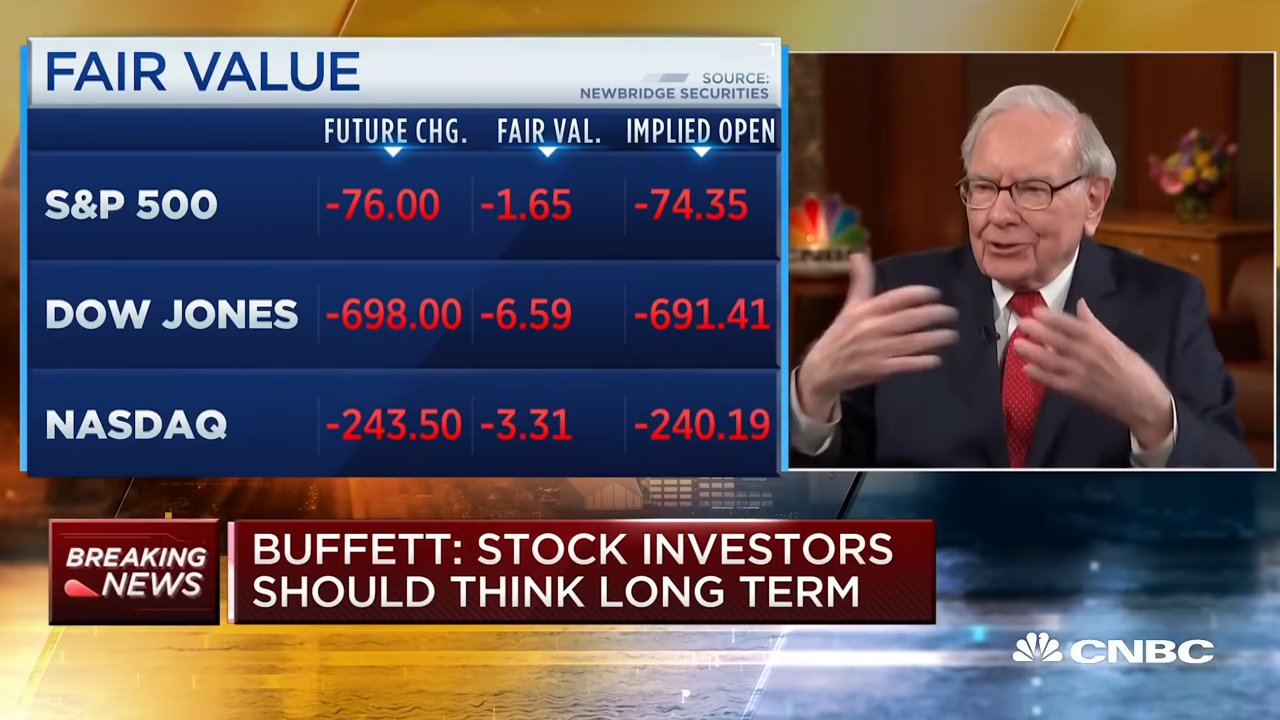 FAIR VALUE
SOURCE:
NEWBRIDGE SECURITIES
FUTURE CHG. FAIR VAL. IMPLIED OPEN
S&P 500 -76.00 -1.65 -74.35
DOW JONES -698.00 -6.59 -691.41
NASDAQ -243.50 -3.31 -240.19
CNBC
BREAKING NEWS
BUFFETT: STOCK INVESTORS
SHOULD THINK LONG TERM
CNBC